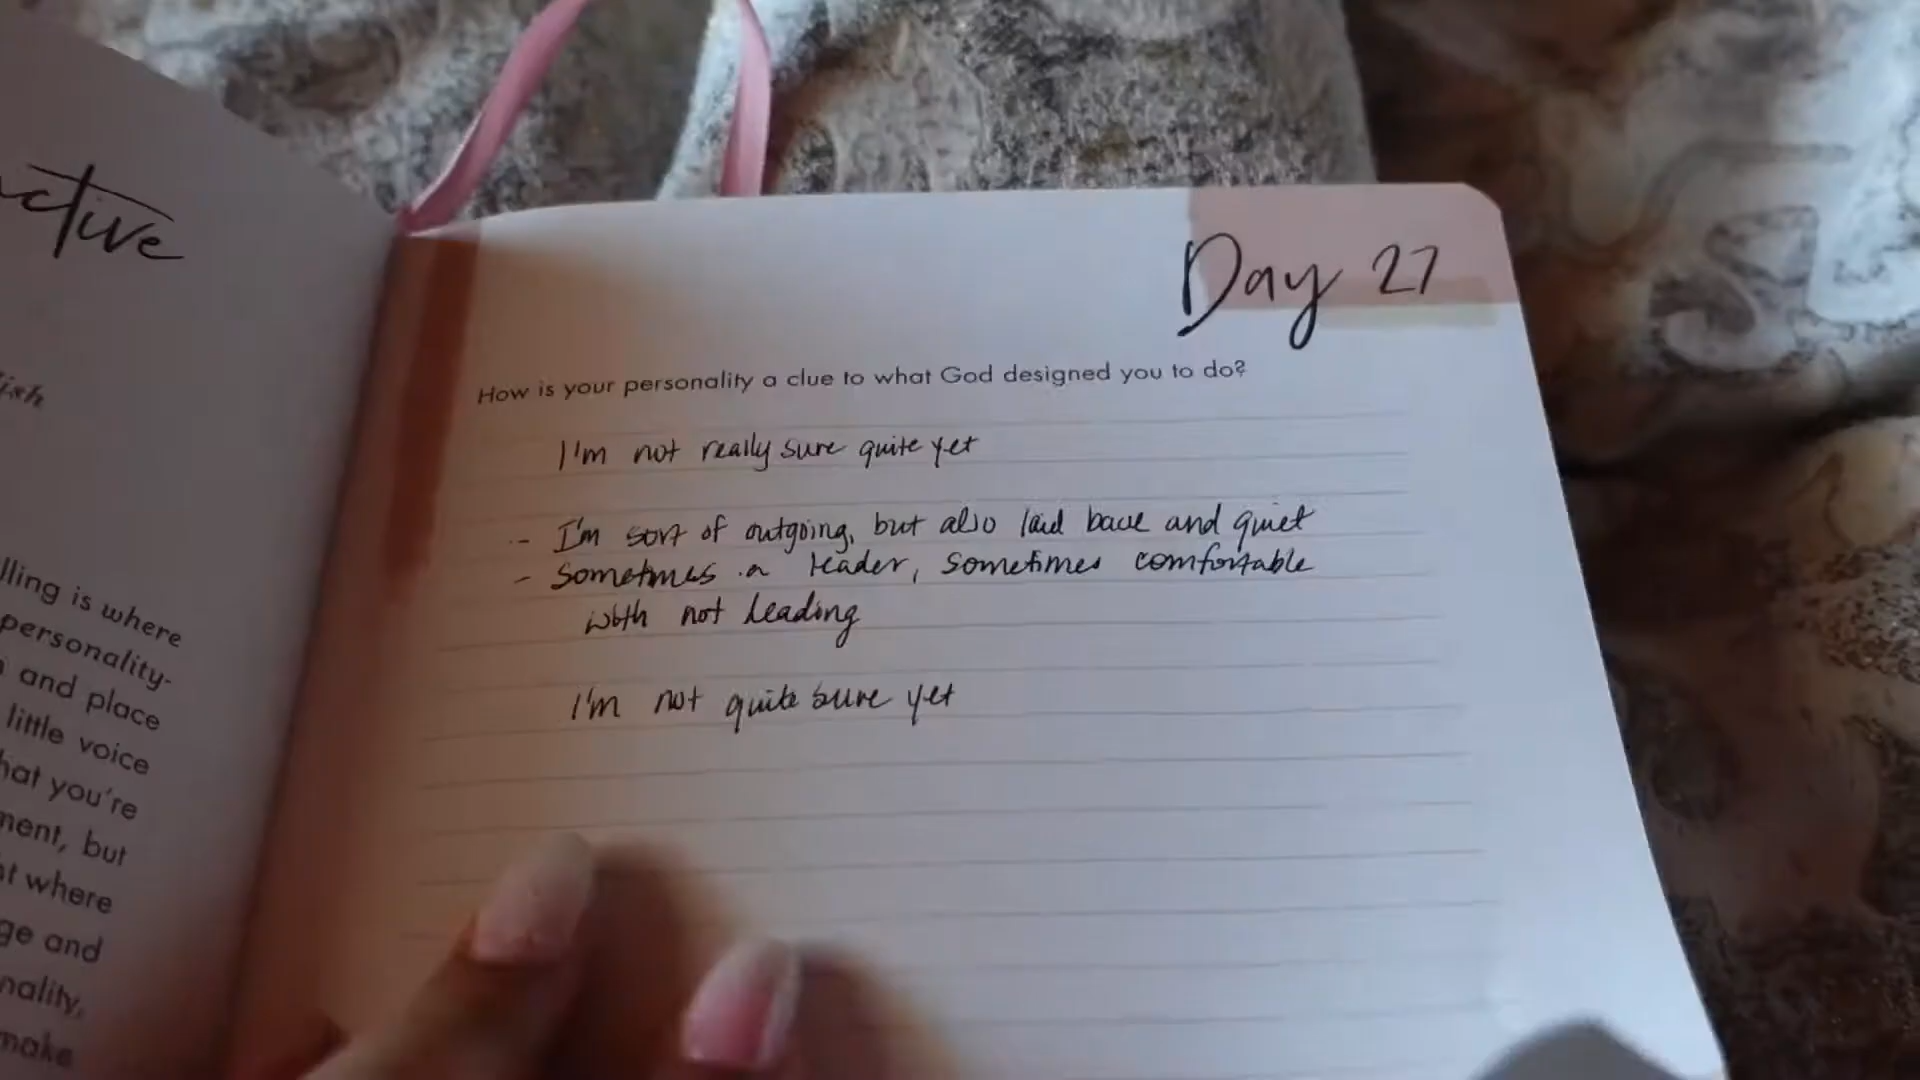 ctive
ish
lling is where
personality-
and place
little voice
hat you're
ment, but
t where
ge and
nality,
make
Day 27
How is your personality a clue to what God designed you to do?
I'm not really sure quite yet
- I'm sort of outgoing, but also laid back and quiet
- Sometimes a leader, sometimes comfortable
with not leading
I'm not quite sure yet